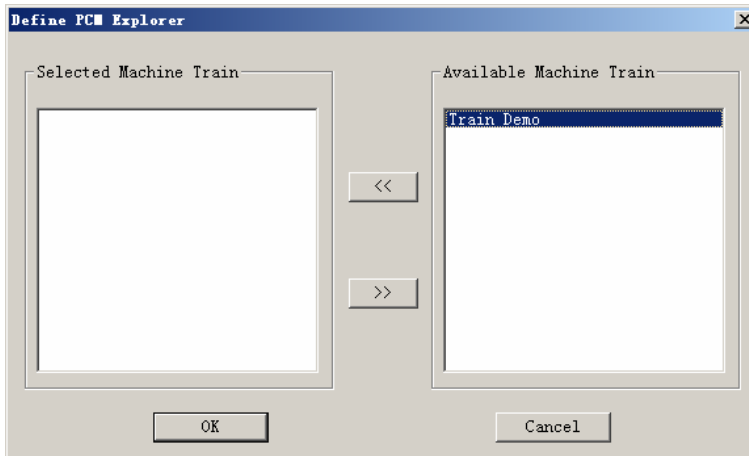 Define PCM Explorer
Selected Machine Train
Available Machine Train
Train Demo
<<
>>
OK
Cancel